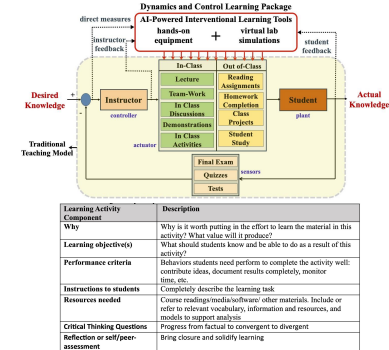 Dynamics and Control Learning Package
direct measures
AI-Powered Interventional Learning Tools
hands-on equipment + virtual lab simulations
instructor feedback
student feedback
In-Class
Out-of-Class
Desired Knowledge
+
-
Instructor
controller
Lecture
Team-Work
In Class Discussions
Demonstrations
In Class Activities
actuator
Reading Assignments
Homework Completion
Class Projects
Student Study
Student
plant
Actual Knowledge
Traditional Teaching Model
Final Exam
Quizzes
Tests
sensors
Learning Activity Component
Description
Why
Why is it worth putting in the effort to learn the material in this
activity? What value will it produce?
Learning objective(s)
What should students know and be able to do as a result of this
activity?
Performance criteria
Behaviors students need perform to complete the activity well:
contribute ideas, document results completely, monitor
time, etc.
Instructions to students
Completely describe the learning task
Resources needed
Course readings/media/software/ other materials. Include or
refer to relevant vocabulary, information and resources, and
models to support analysis
Critical Thinking Questions
Progress from factual to convergent to divergent
Reflection or self/peer-
assessment
Bring closure and solidify learning